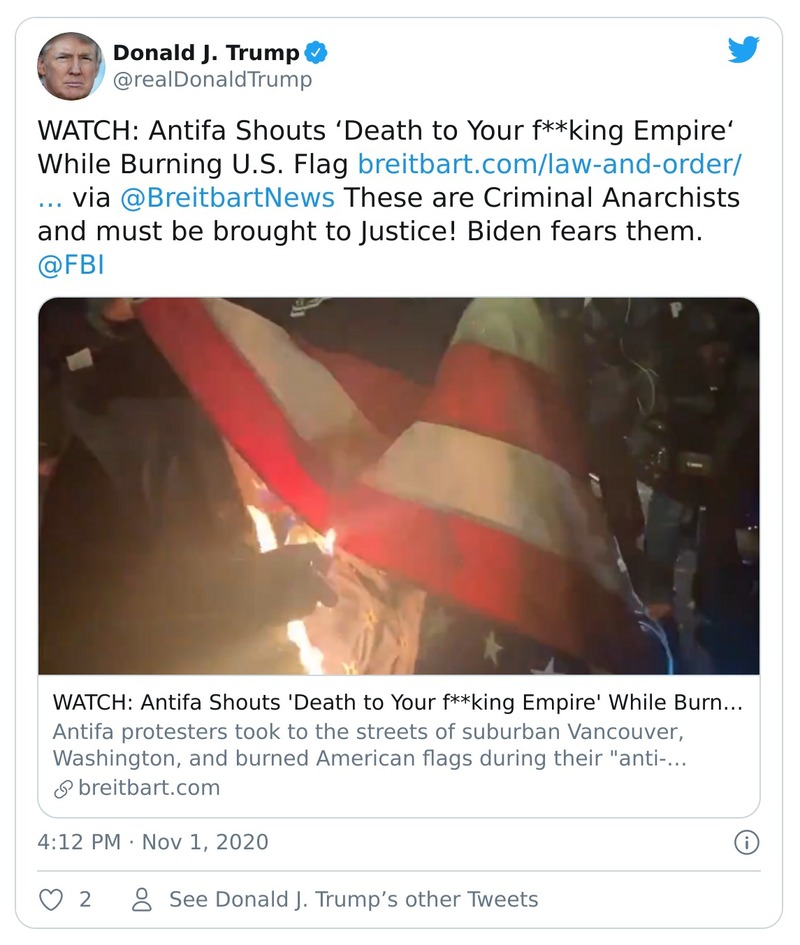 Donald J. Trump
@realDonaldTrump
WATCH: Antifa Shouts ‘Death to Your f**king Empire‘
While Burning U.S. Flag breitbart.com/law-and-order/
… via @BreitbartNews These are Criminal Anarchists
and must be brought to Justice! Biden fears them.
@FBI
WATCH: Antifa Shouts 'Death to Your f**king Empire' While Burn...
Antifa protesters took to the streets of suburban Vancouver,
Washington, and burned American flags during their "anti-...
breitbart.com
4:12 PM · Nov 1, 2020
2 See Donald J. Trump’s other Tweets